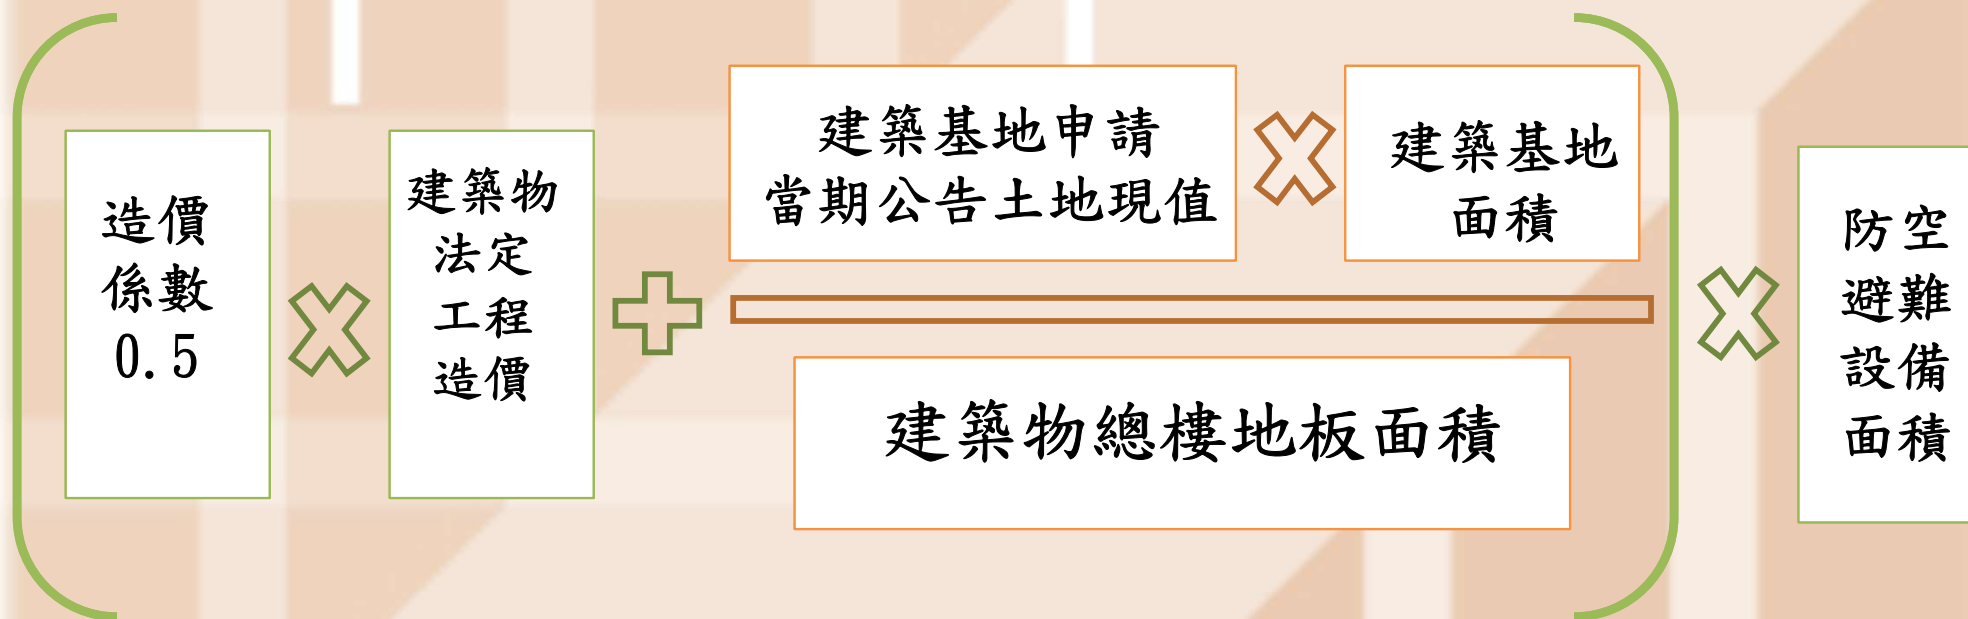 造價
係數
0.5
建築物
法定
工程
造價
建築基地申請
當期公告土地現值
建築基地
面積
建築物總樓地板面積
防空
避難
設備
面積